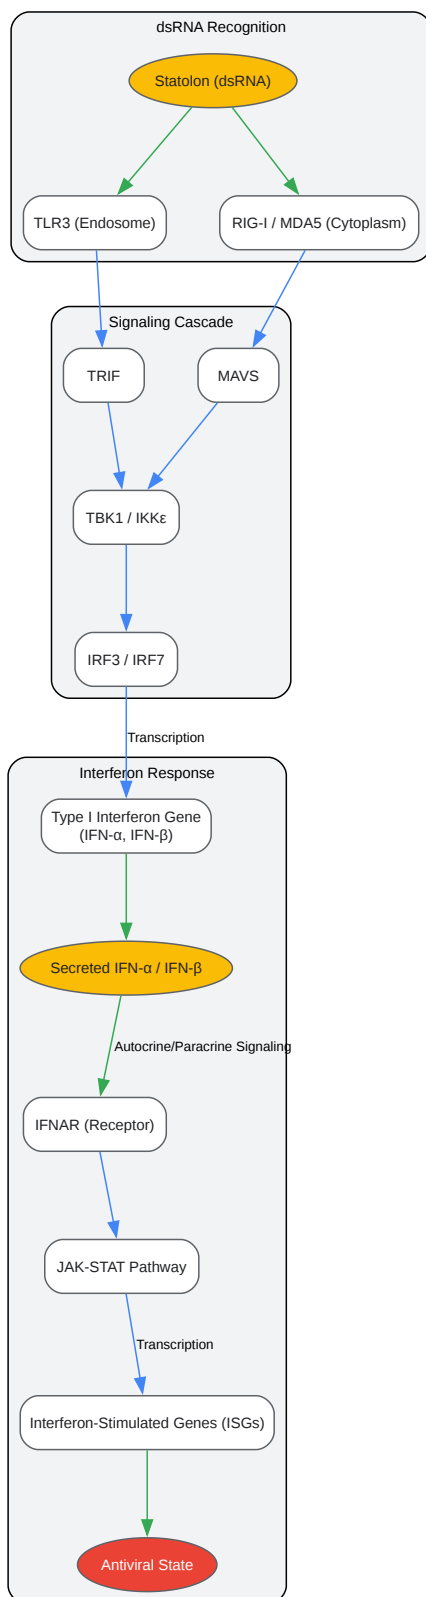 dsRNA Recognition
Statolon (dsRNA)
TLR3 (Endosome)
RIG-I / MDA5 (Cytoplasm)
Signaling Cascade
TRIF
MAVS
TBK1 / IKKε
IRF3 / IRF7
Transcription
Interferon Response
Type I Interferon Gene
(IFN-α, IFN-β)
Secreted IFN-α / IFN-β
Autocrine/Paracrine Signaling
IFNAR (Receptor)
JAK-STAT Pathway
Transcription
Interferon-Stimulated Genes (ISGs)
Antiviral State